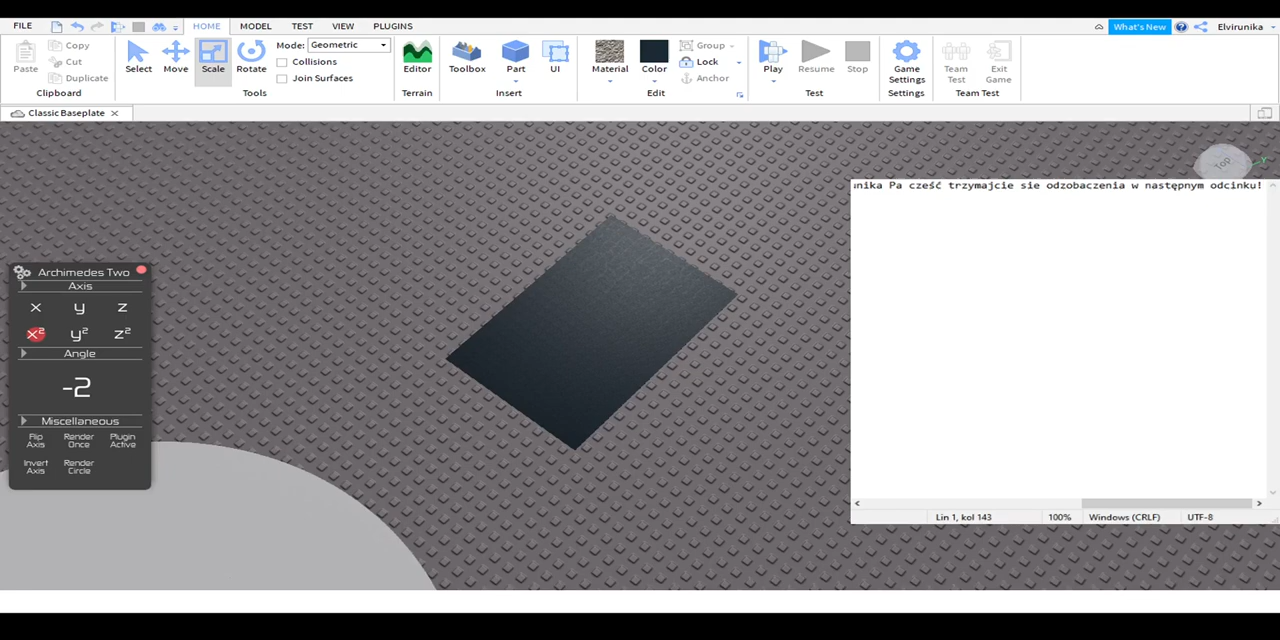 FILE HOME MODEL TEST VIEW PLUGINS What's New Elvirunika
Paste Copy Cut Duplicate Clipboard
Select Move Scale Rotate Mode: Geometric Collisions Join Surfaces Tools
Editor Terrain
Toolbox Part UI Insert
Material Color Group Lock Anchor Edit
Play Resume Stop Test
Game Settings Settings
Team Test Exit Game Team Test
Classic Baseplate
Top Y
ınika Pa cześć trzymajcie sie odzobaczenia w następnym odcinku!
Archimedes Two
Axis
x y z
x² y² z²
Angle
-2
Miscellaneous
Flip Axis Render Once Plugin Active
Invert Axis Render Circle
Lin 1, kol 143 100% Windows (CRLF) UTF-8